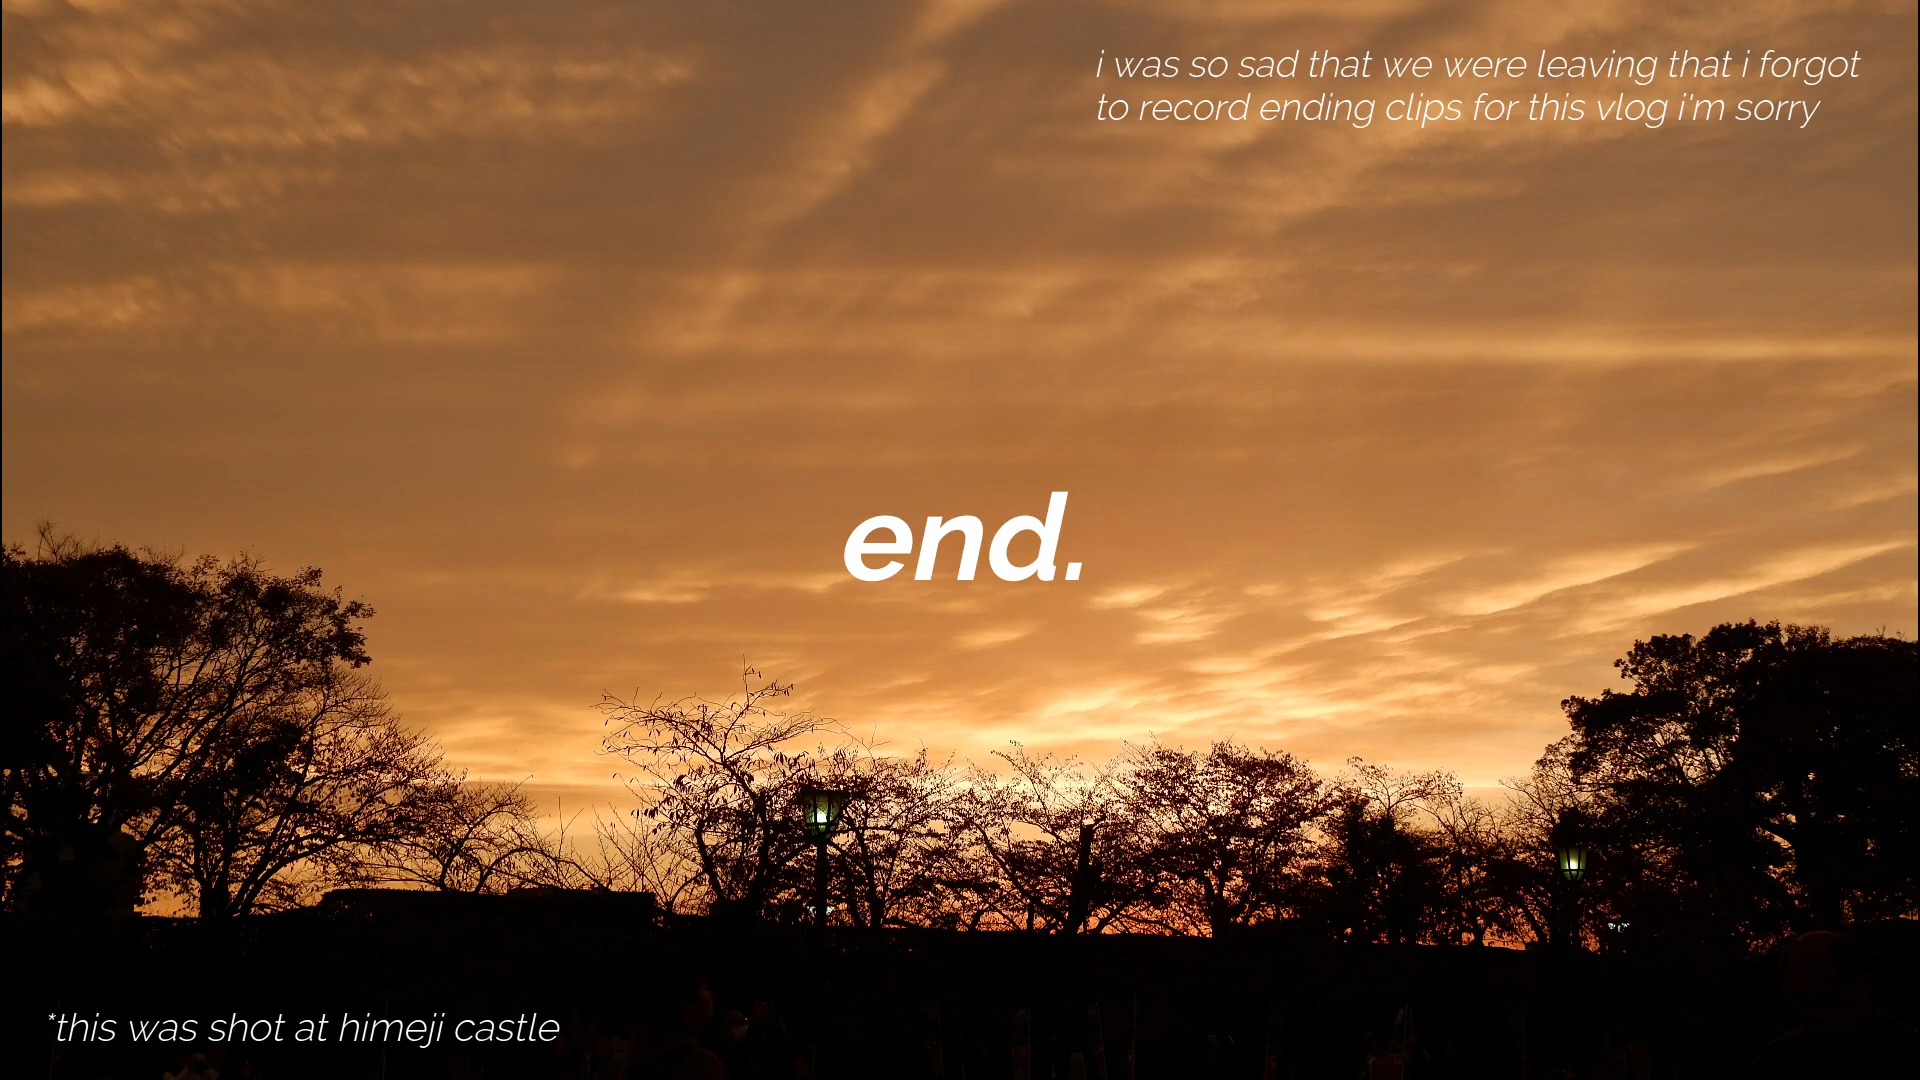 i was so sad that we were leaving that i forgot
to record ending clips for this vlog i'm sorry
end.
*this was shot at himeji castle